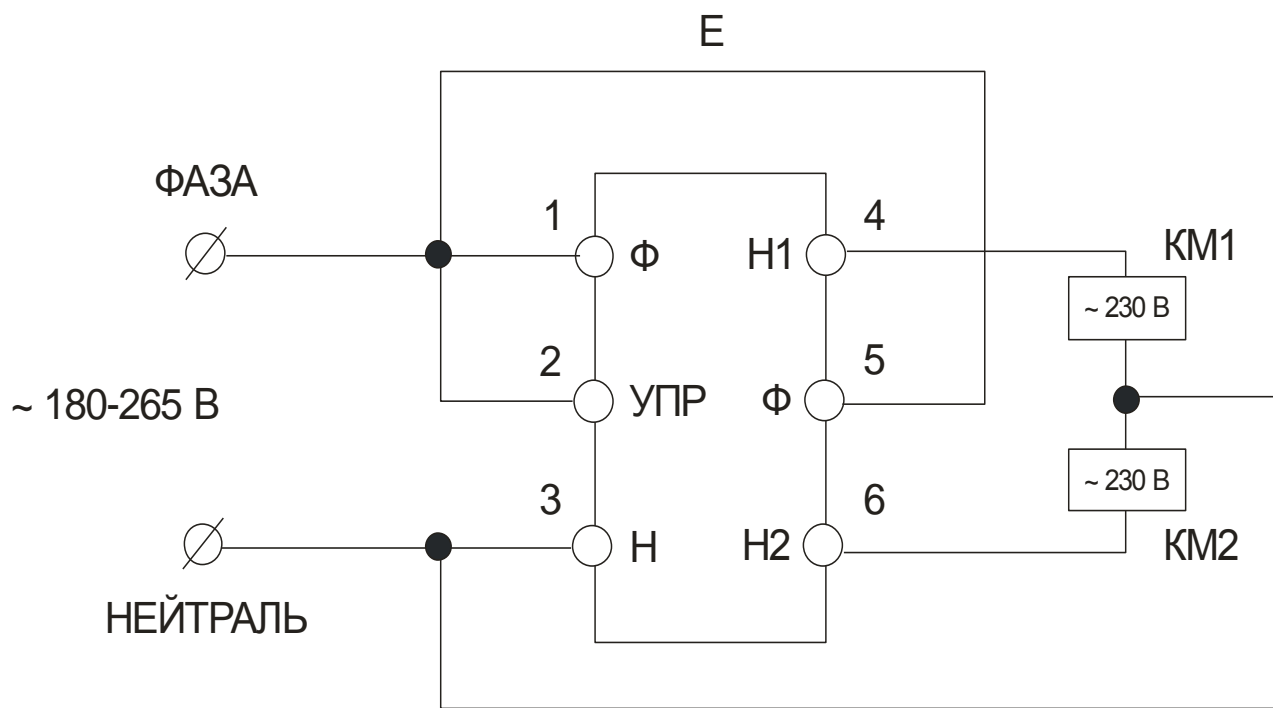 E
ФАЗА
1
Ф
Н1
4
КМ1
~ 230 В
2
УПР
Ф
5
~ 180-265 В
~ 230 В
3
Н
Н2
6
КМ2
НЕЙТРАЛЬ